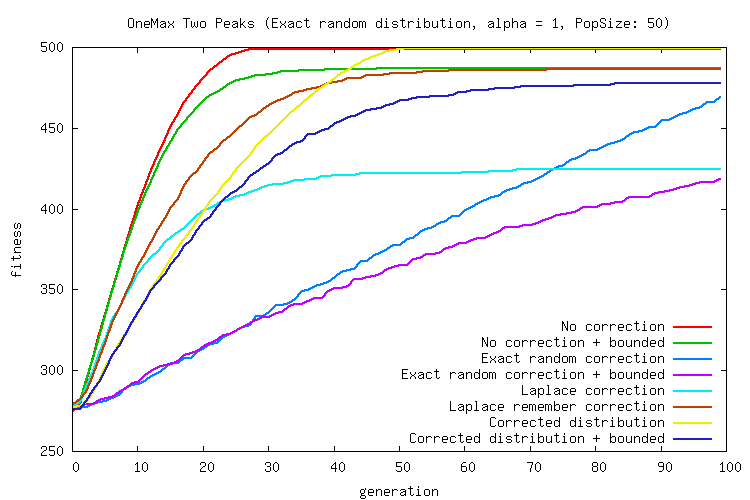 OneMax Two Peaks (Exact random distribution, alpha = 1, PopSize: 50)
500
450
400
350
300
250
fitness
No correction
No correction + bounded
Exact random correction
Exact random correction + bounded
Laplace correction
Laplace remember correction
Corrected distribution
Corrected distribution + bounded
0 10 20 30 40 50 60 70 80 90 100
generation